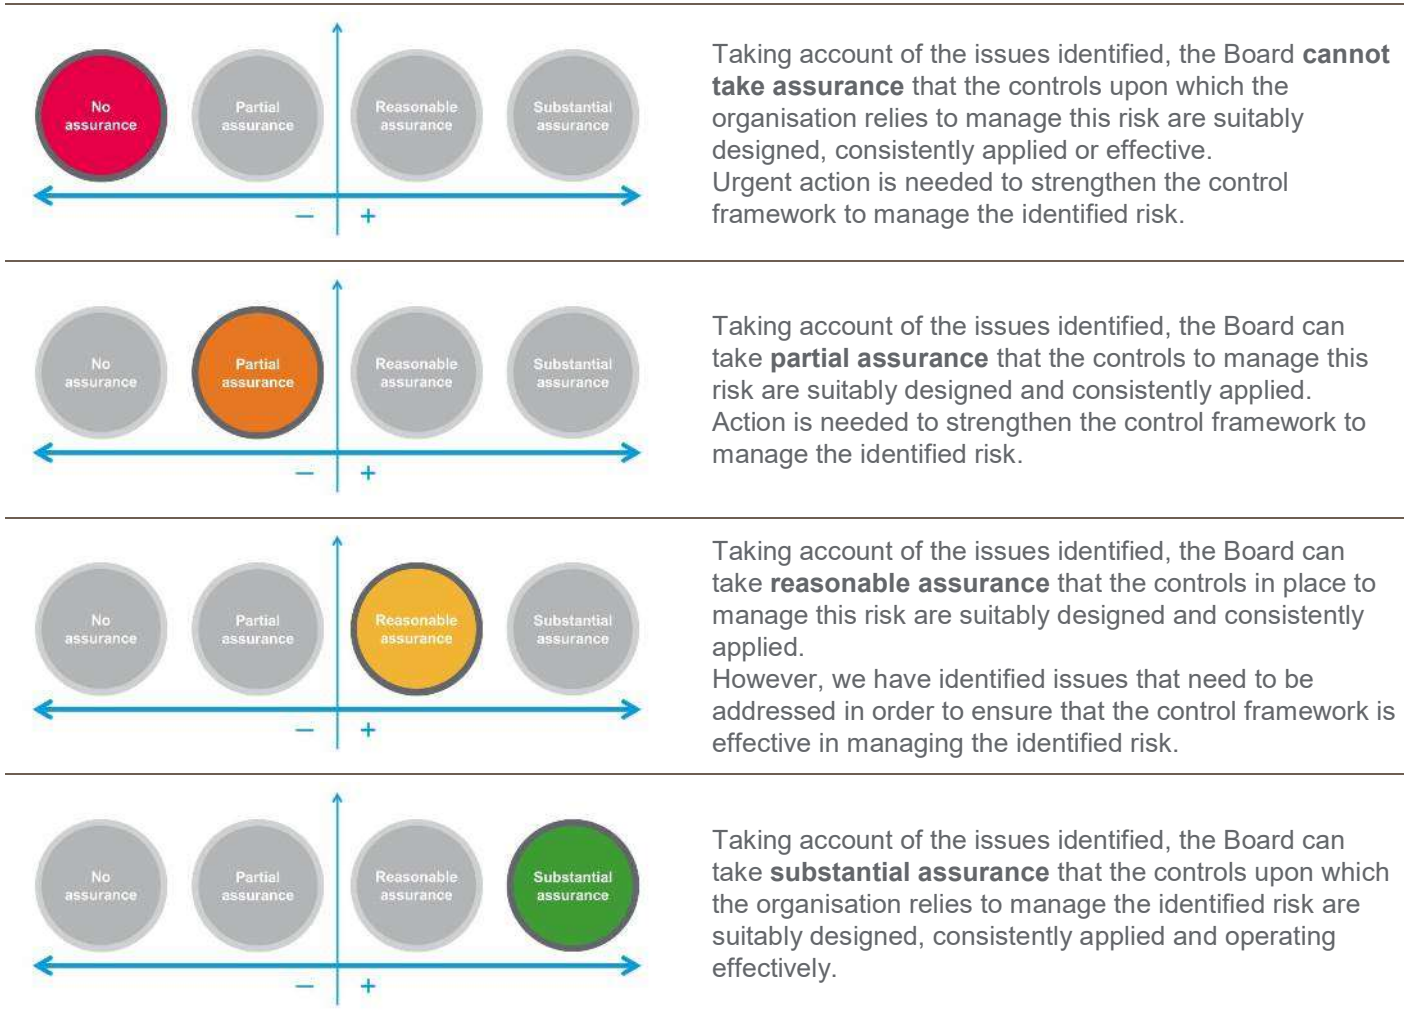 No
assurance
Partial
assurance
Reasonable
assurance
Substantial
assurance
— +
Taking account of the issues identified, the Board cannot
take assurance that the controls upon which the
organisation relies to manage this risk are suitably
designed, consistently applied or effective.
Urgent action is needed to strengthen the control
framework to manage the identified risk.
No
assurance
Partial
assurance
Reasonable
assurance
Substantial
assurance
— +
Taking account of the issues identified, the Board can
take partial assurance that the controls to manage this
risk are suitably designed and consistently applied.
Action is needed to strengthen the control framework to
manage the identified risk.
No
assurance
Partial
assurance
Reasonable
assurance
Substantial
assurance
— +
Taking account of the issues identified, the Board can
take reasonable assurance that the controls in place to
manage this risk are suitably designed and consistently
applied.
However, we have identified issues that need to be
addressed in order to ensure that the control framework is
effective in managing the identified risk.
No
assurance
Partial
assurance
Reasonable
assurance
Substantial
assurance
— +
Taking account of the issues identified, the Board can
take substantial assurance that the controls upon which
the organisation relies to manage the identified risk are
suitably designed, consistently applied and operating
effectively.